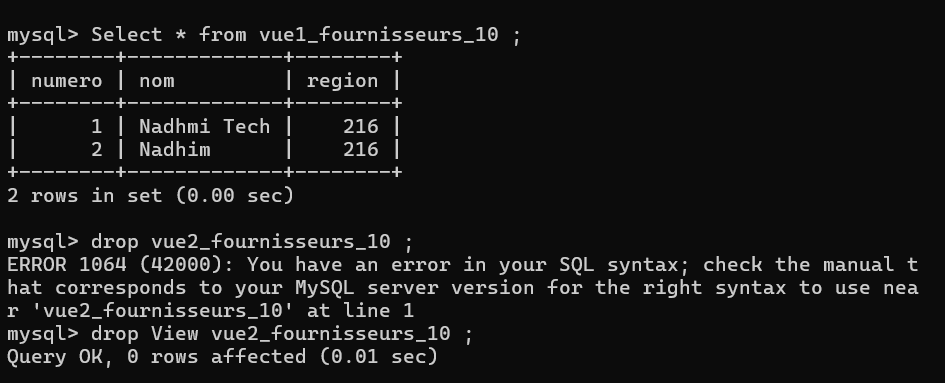 mysql> Select * from vue1_fournisseurs_10 ;
+--------+-------------+--------+
| numero | nom         | region |
+--------+-------------+--------+
|      1 | Nadhmi Tech |    216 |
|      2 | Nadhim      |    216 |
+--------+-------------+--------+
2 rows in set (0.00 sec)

mysql> drop vue2_fournisseurs_10 ;
ERROR 1064 (42000): You have an error in your SQL syntax; check the manual t
hat corresponds to your MySQL server version for the right syntax to use nea
r 'vue2_fournisseurs_10' at line 1
mysql> drop View vue2_fournisseurs_10 ;
Query OK, 0 rows affected (0.01 sec)